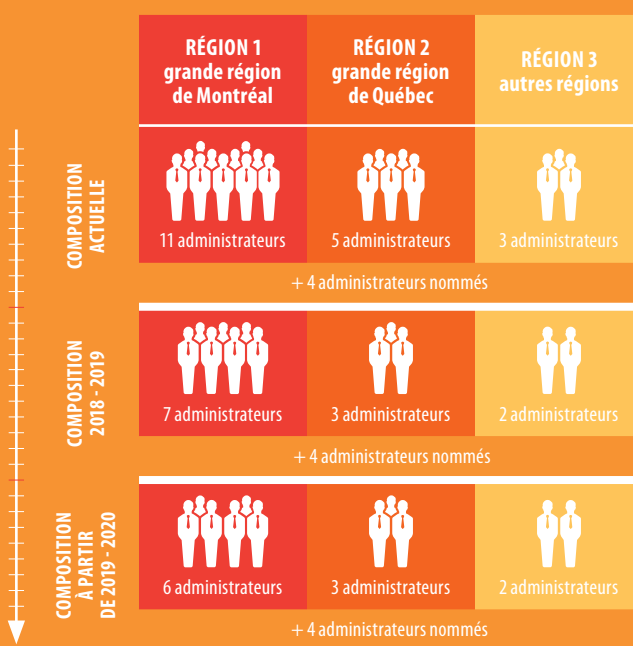 RÉGION 1
grande région
de Montréal
RÉGION 2
grande région
de Québec
RÉGION 3
autres régions
COMPOSITION
ACTUELLE
11 administrateurs
5 administrateurs
3 administrateurs
+ 4 administrateurs nommés
COMPOSITION
2018 - 2019
7 administrateurs
3 administrateurs
2 administrateurs
+ 4 administrateurs nommés
COMPOSITION
À PARTIR
DE 2019 - 2020
6 administrateurs
3 administrateurs
2 administrateurs
+ 4 administrateurs nommés